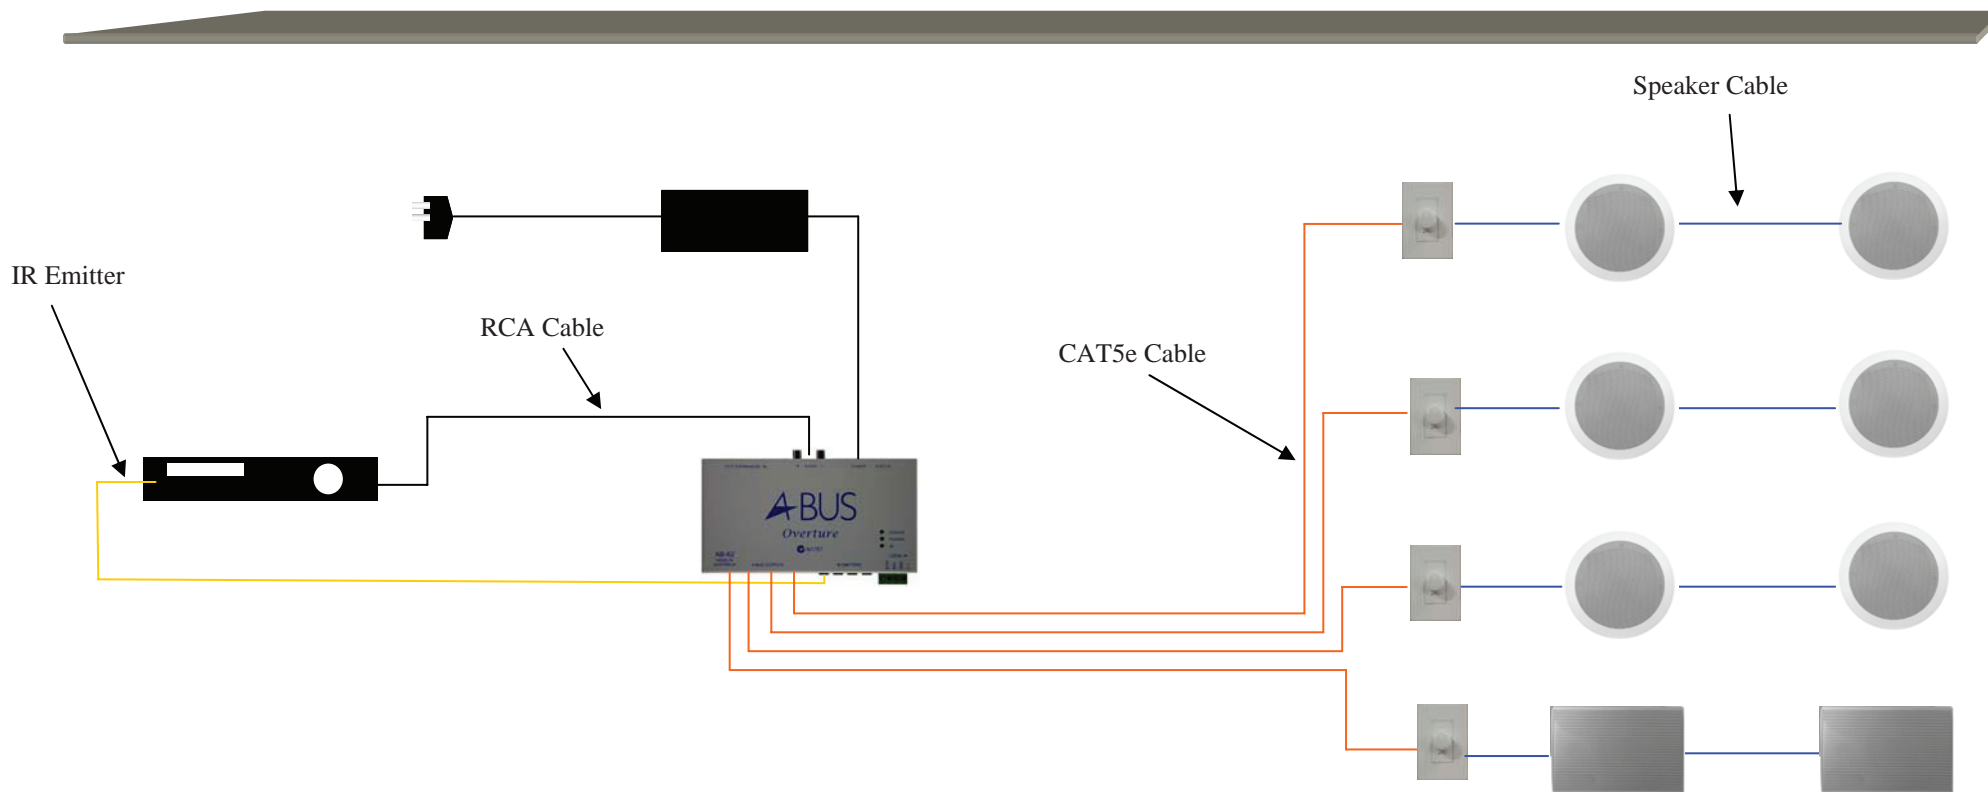 Speaker Cable
IR Emitter
RCA Cable
CAT5e Cable
A-BUS
Overture